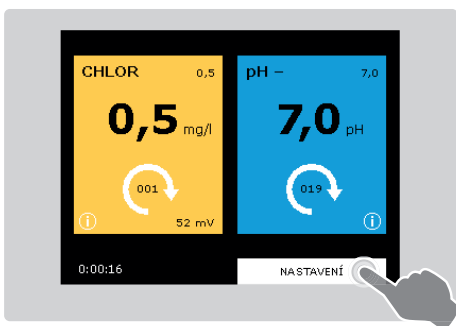 CHLOR 0,5
0,5 mg/l
001
i
52 mV
pH – 7,0
7,0 pH
019
i
0:00:16
NASTAVENÍ